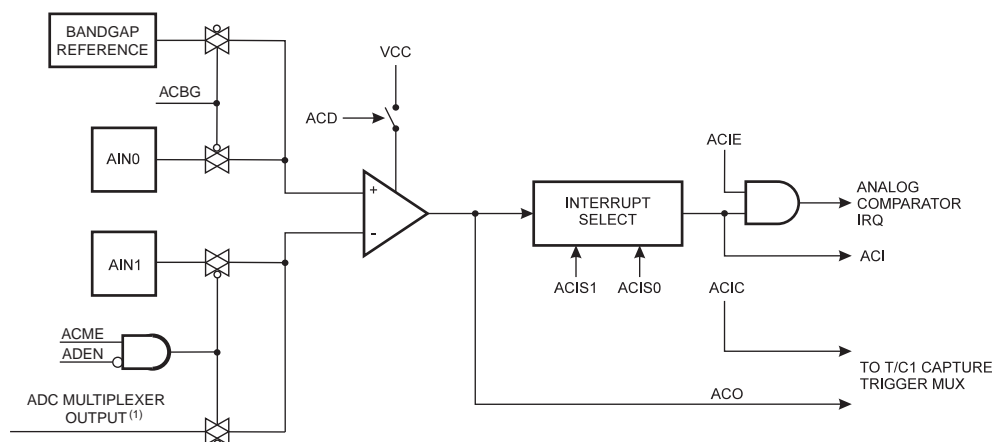 BANDGAP
REFERENCE
VCC
ACBG
ACD
ACIE
AIN0
+
-
INTERRUPT
SELECT
ANALOG
COMPARATOR
IRQ
AIN1
ACI
ACIS1
ACIS0
ACIC
ACME
ADEN
TO T/C1 CAPTURE
TRIGGER MUX
ADC MULTIPLEXER
OUTPUT(1)
ACO